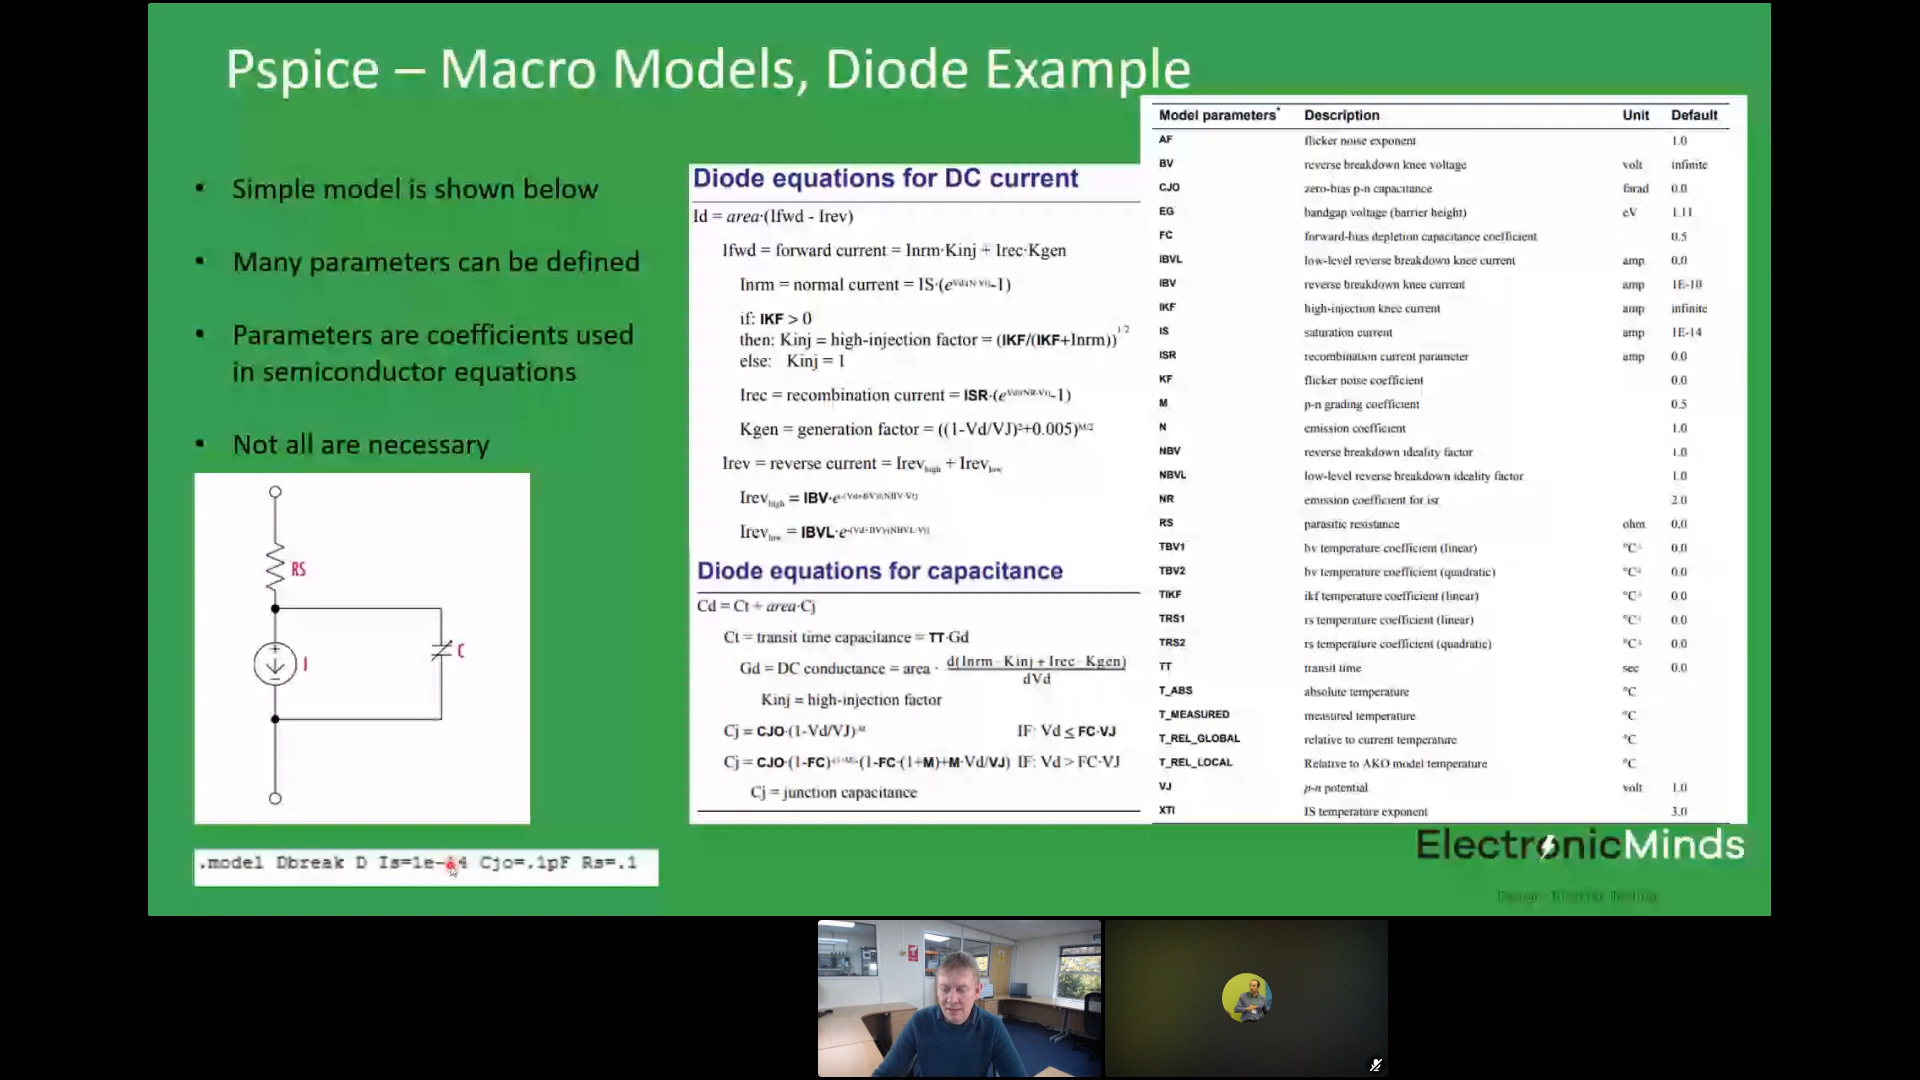 Pspice – Macro Models, Diode Example
• Simple model is shown below
• Many parameters can be defined
• Parameters are coefficients used
in semiconductor equations
• Not all are necessary
RS
I
C
.model Dbreak D Is=1e-14 Cjo=.1pF Rs=.1
Diode equations for DC current
Id = area·(Ifwd - Irev)
Ifwd = forward current = Inrm·Kinj + Irec·Kgen
Inrm = normal current = IS·(e^Vd/(N·Vt)-1)
if: IKF > 0
then: Kinj = high-injection factor = (IKF/(IKF+Inrm))^1/2
else: Kinj = 1
Irec = recombination current = ISR·(e^Vd/(NR·Vt)-1)
Kgen = generation factor = ((1-Vd/VJ)²+0.005)^M/2
Irev = reverse current = Irev_high + Irev_low
Irev_high = IBV·e^-(Vd+BV)/(NBV·Vt)
Irev_low = IBVL·e^-(Vd+BV)/(NBVL·Vt)
Diode equations for capacitance
Cd = Ct + area·Cj
Ct = transit time capacitance = TT·Gd
Gd = DC conductance = area · d(Inrm · Kinj + Irec · Kgen)
dVd
Kinj = high-injection factor
Cj = CJO·(1-Vd/VJ)^-M IF: Vd ≤ FC·VJ
Cj = CJO·(1-FC)^-(1+M)·(1-FC·(1+M)+M·Vd/VJ) IF: Vd > FC·VJ
Cj = junction capacitance
Model parameters* Description Unit Default
AF flicker noise exponent 1.0
BV reverse breakdown knee voltage volt infinite
CJO zero-bias p-n capacitance farad 0.0
EG bandgap voltage (barrier height) eV 1.11
FC forward-bias depletion capacitance coefficient 0.5
IBVL low-level reverse breakdown knee current amp 0.0
IBV reverse breakdown knee current amp 1E-10
IKF high-injection knee current amp infinite
IS saturation current amp 1E-14
ISR recombination current parameter amp 0.0
KF flicker noise coefficient 0.0
M p-n grading coefficient 0.5
N emission coefficient 1.0
NBV reverse breakdown ideality factor 1.0
NBVL low-level reverse breakdown ideality factor 1.0
NR emission coefficient for isr 2.0
RS parasitic resistance ohm 0.0
TBV1 bv temperature coefficient (linear) °C⁻¹ 0.0
TBV2 bv temperature coefficient (quadratic) °C⁻² 0.0
TIKF ikf temperature coefficient (linear) °C⁻¹ 0.0
TRS1 rs temperature coefficient (linear) °C⁻¹ 0.0
TRS2 rs temperature coefficient (quadratic) °C⁻² 0.0
TT transit time sec 0.0
T_ABS absolute temperature °C
T_MEASURED measured temperature °C
T_REL_GLOBAL relative to current temperature °C
T_REL_LOCAL Relative to AKO model temperature °C
VJ p-n potential volt 1.0
XTI IS temperature exponent 3.0
ElectronicMinds